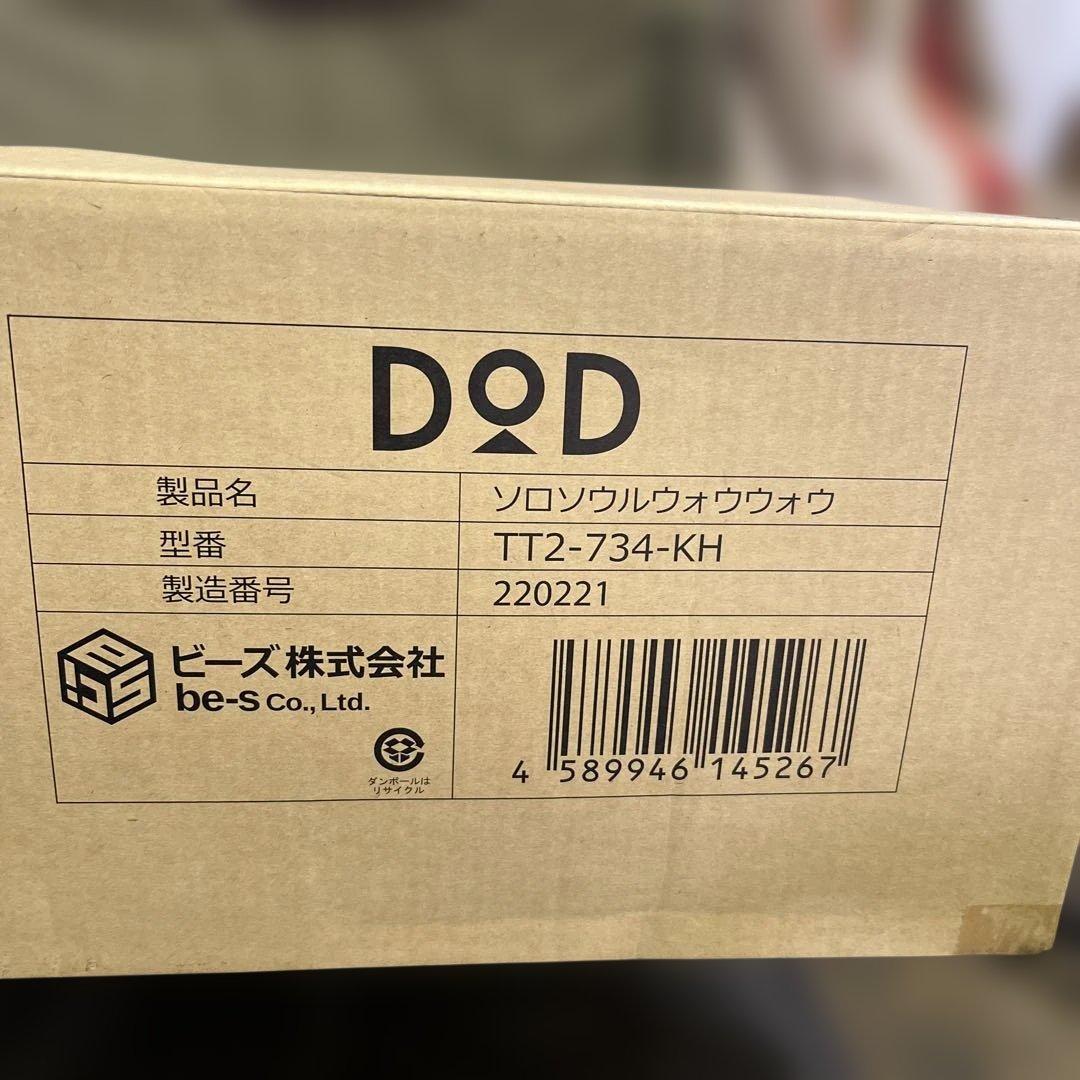 DOD
製品名 ソロソウルウォウウォウ
型番 TT2-734-KH
製造番号 220221
ビーズ株式会社
be-s Co., Ltd.
ダンボールは
リサイクル
4 589946 145267